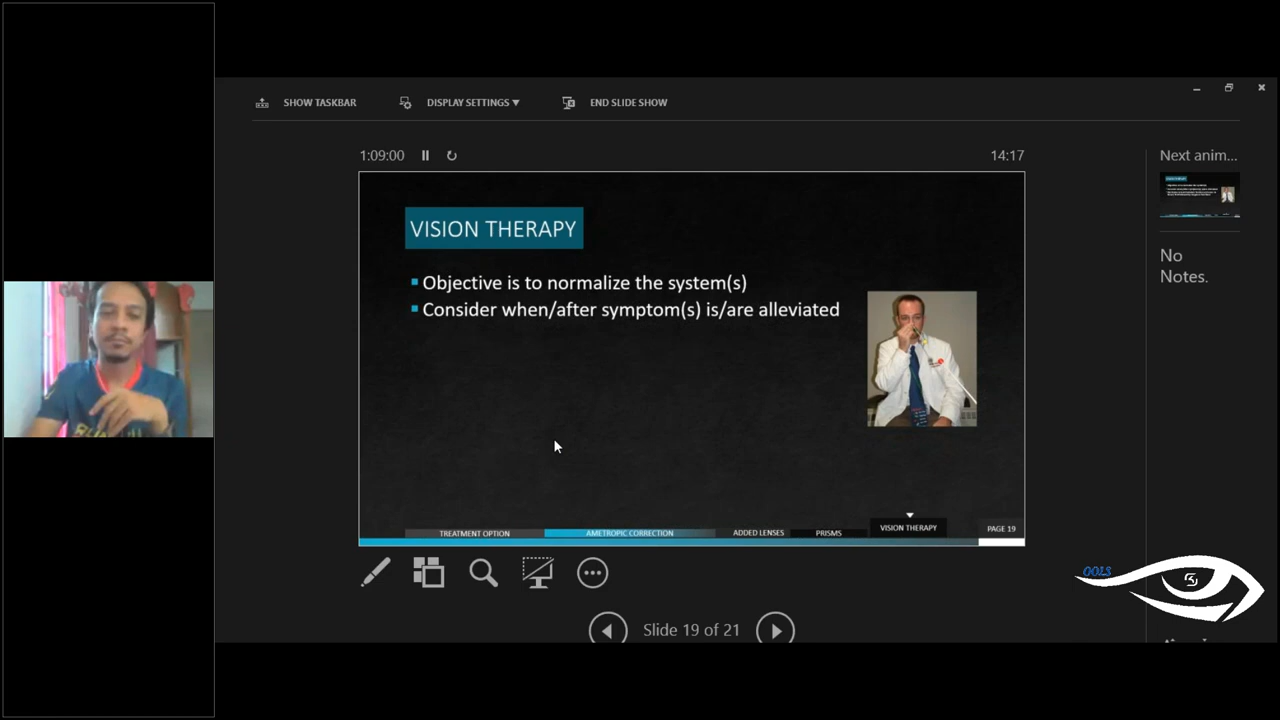 SHOW TASKBAR
DISPLAY SETTINGS ▼
END SLIDE SHOW
1:09:00
14:17
Next anim...
VISION THERAPY
Objective is to normalize the system(s)
Consider when/after symptom(s) is/are alleviated
No
Notes.
TREATMENT OPTION
AMETROPIC CORRECTION
ADDED LENSES
PRISMS
VISION THERAPY
PAGE 19
OOLS
Slide 19 of 21